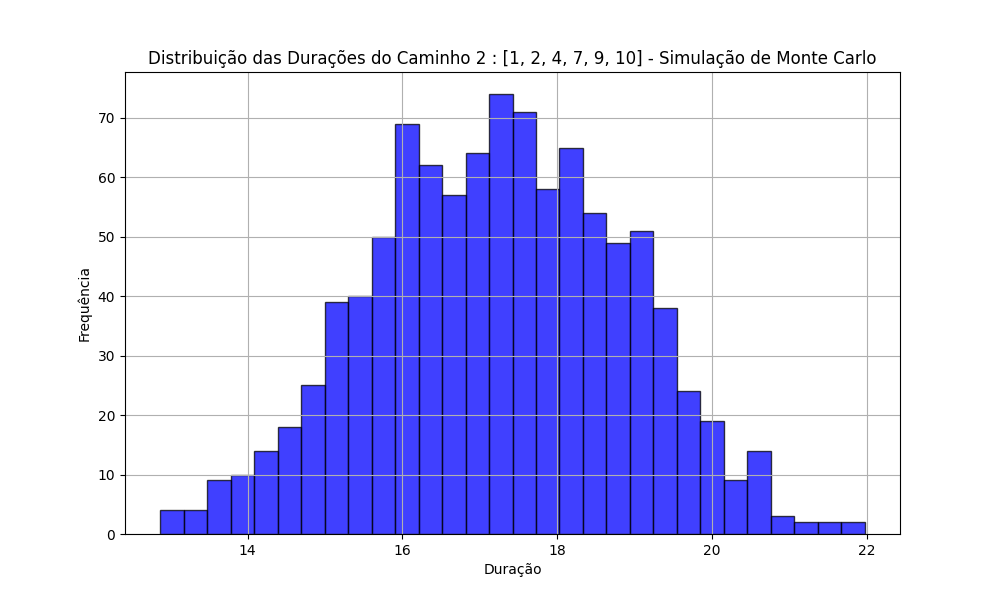 Distribuição das Durações do Caminho 2 : [1, 2, 4, 7, 9, 10] - Simulação de Monte Carlo
Frequência
70
60
50
40
30
20
10
0
14 16 18 20 22
Duração